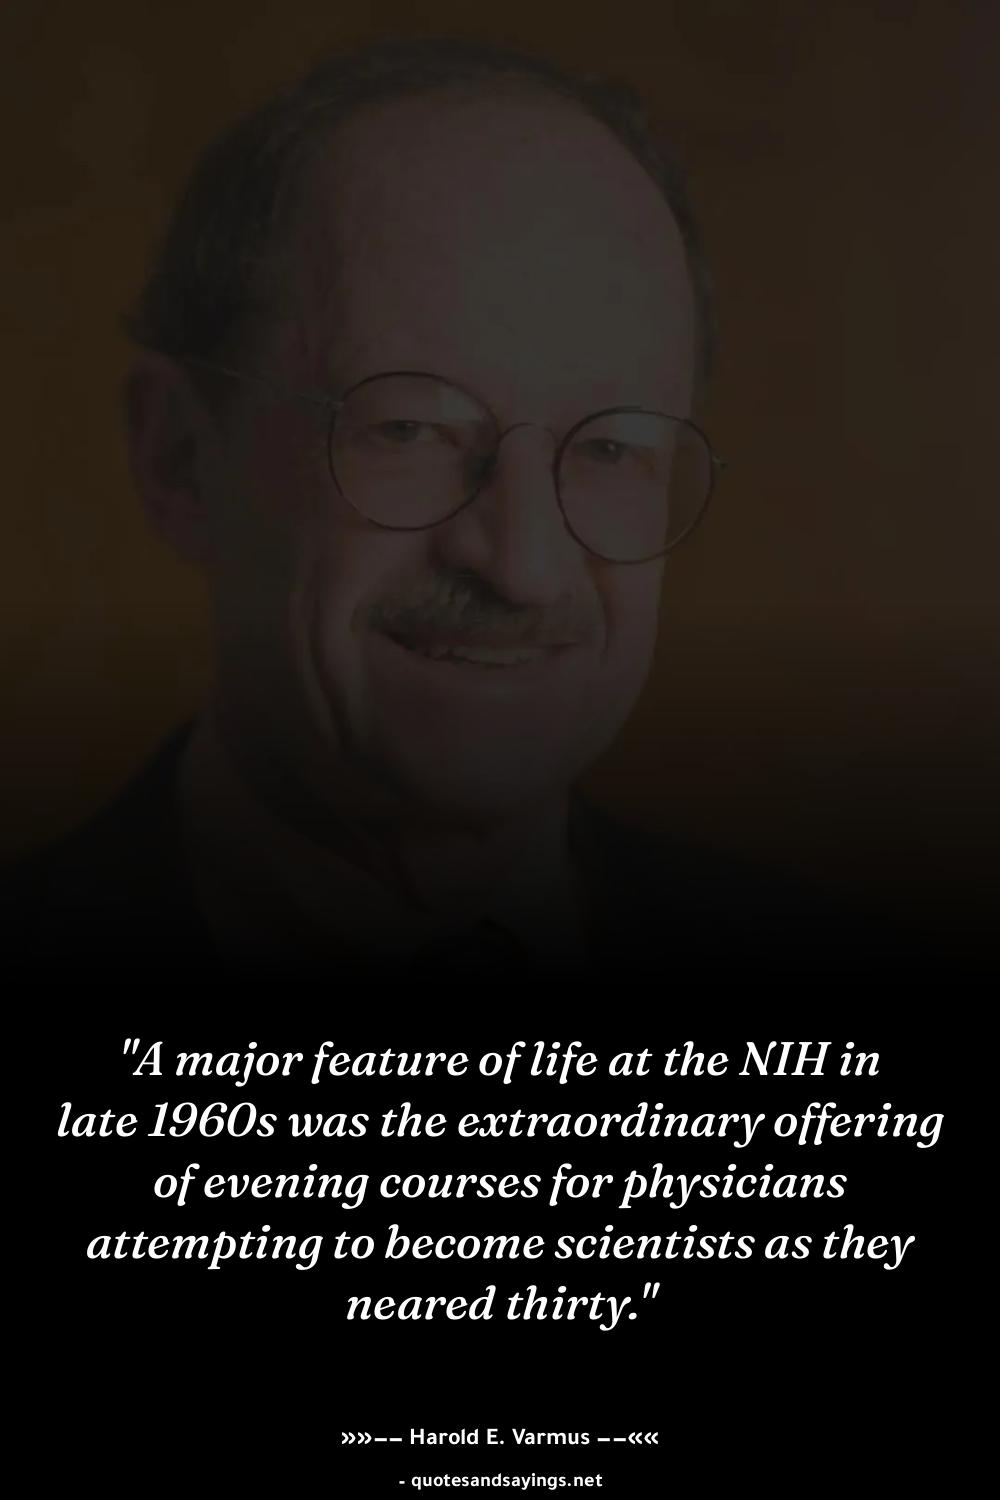 "A major feature of life at the NIH in
late 1960s was the extraordinary offering
of evening courses for physicians
attempting to become scientists as they
neared thirty."
»»−− Harold E. Varmus −−««
- quotesandsayings.net